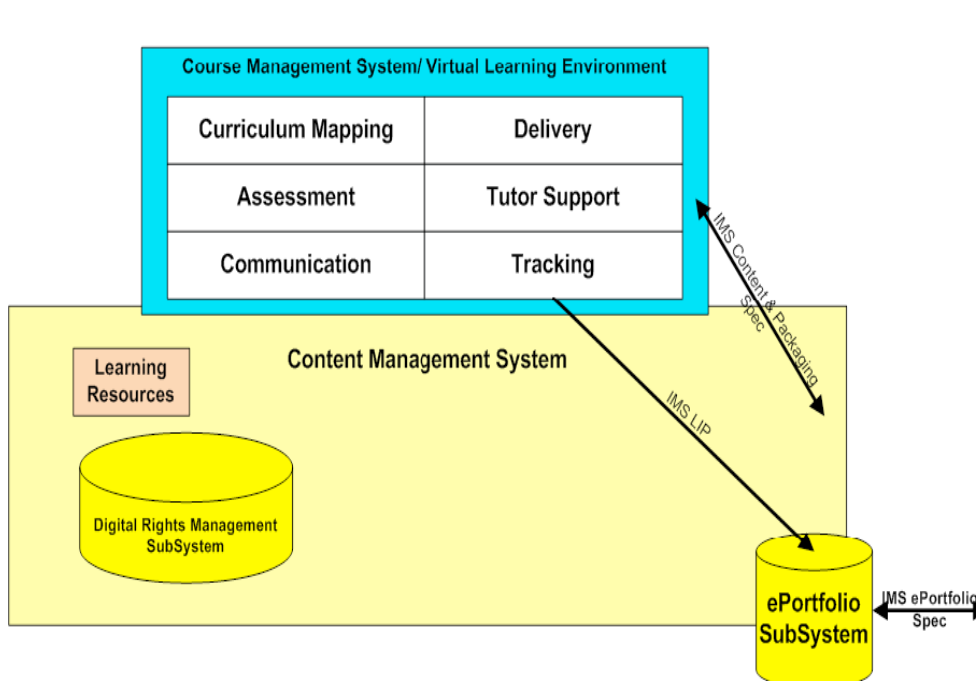 Course Management System/ Virtual Learning Environment
Curriculum Mapping
Delivery
Assessment
Tutor Support
Communication
Tracking
IMS Content & Packaging
Spec
Content Management System
Learning
Resources
IMS LIP
Digital Rights Management
SubSystem
ePortfolio
SubSystem
IMS ePortfolio
Spec